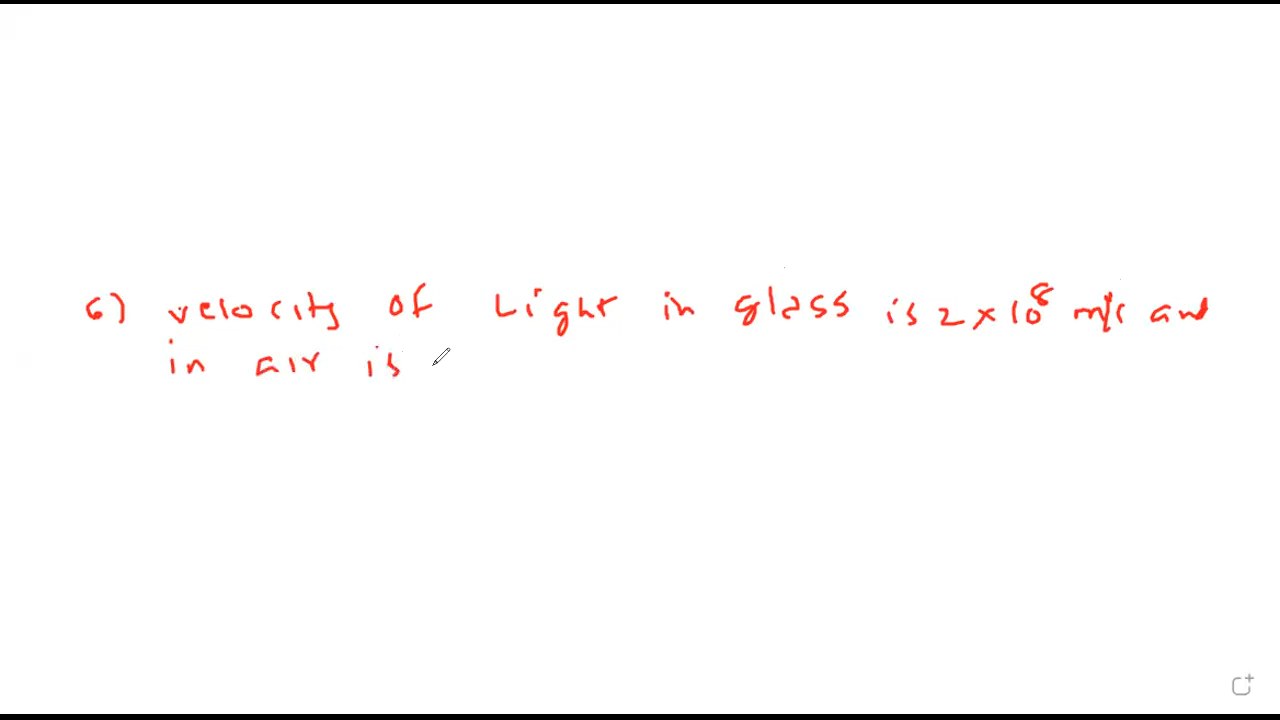 6) velocity of Light in glass is 2 × 10⁸ m/s and
in air is